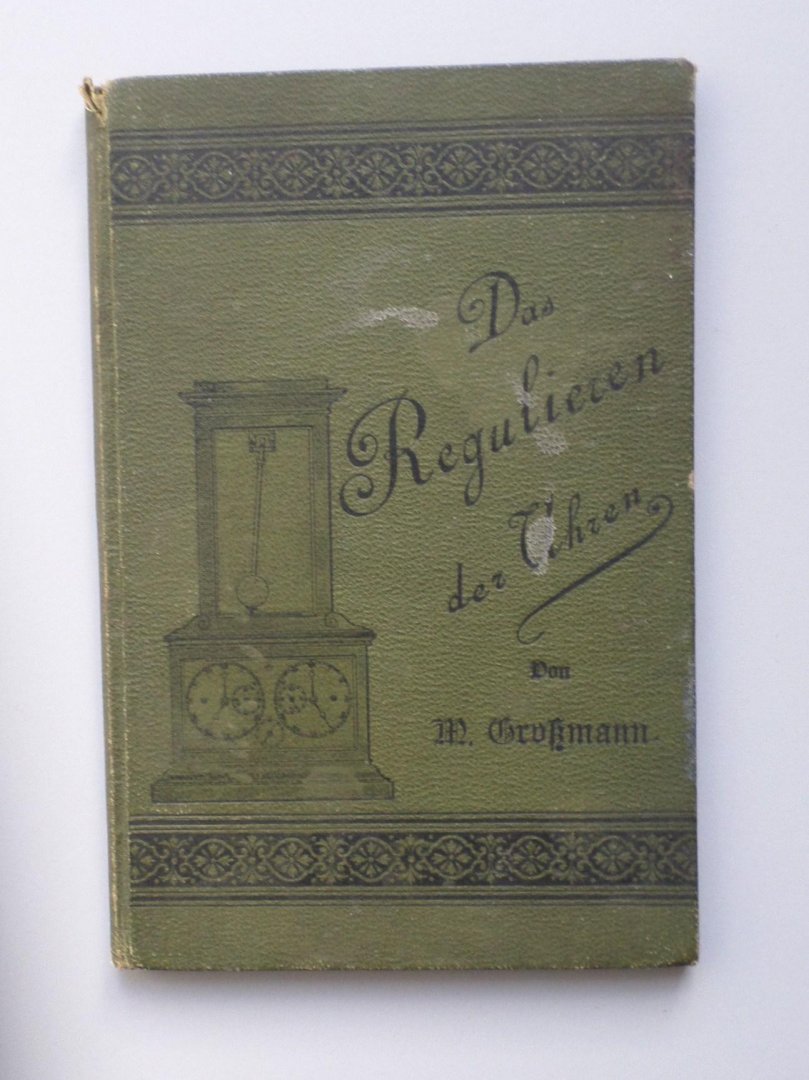 Das
Regulieren
der Uhren
Von
M. Großmann.